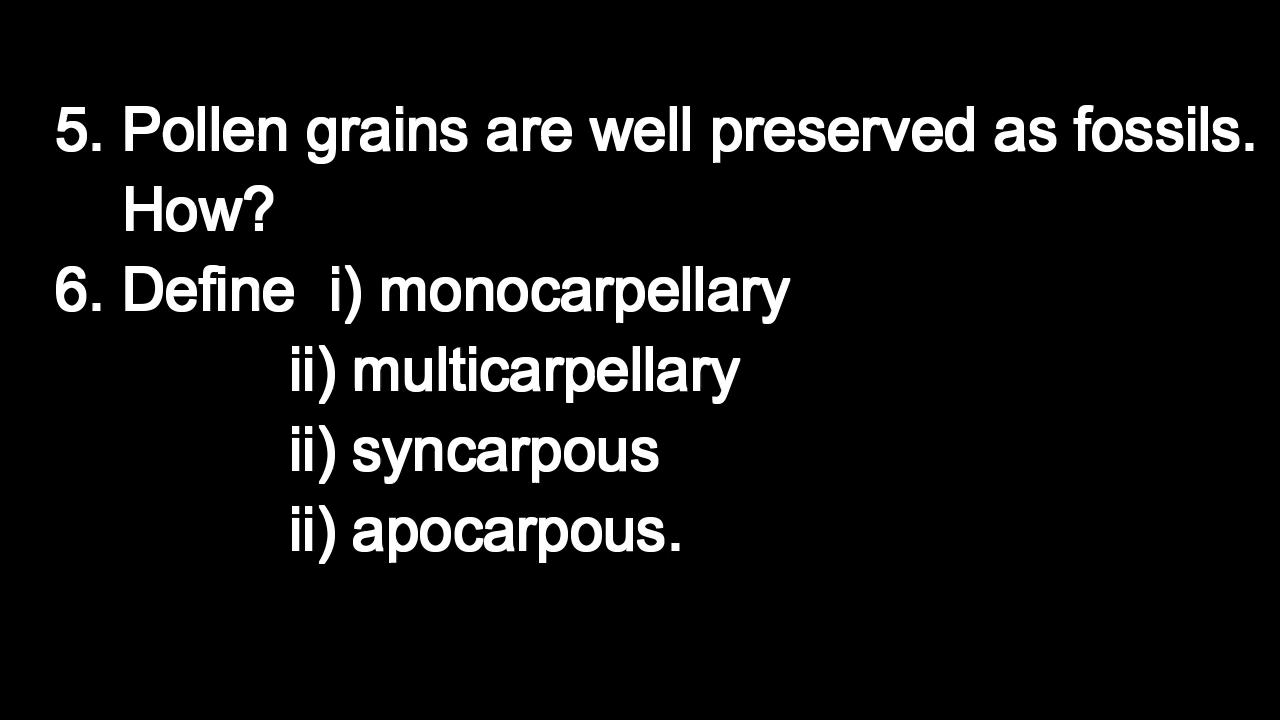 5. Pollen grains are well preserved as fossils.
How?
6. Define i) monocarpellary
ii) multicarpellary
ii) syncarpous
ii) apocarpous.